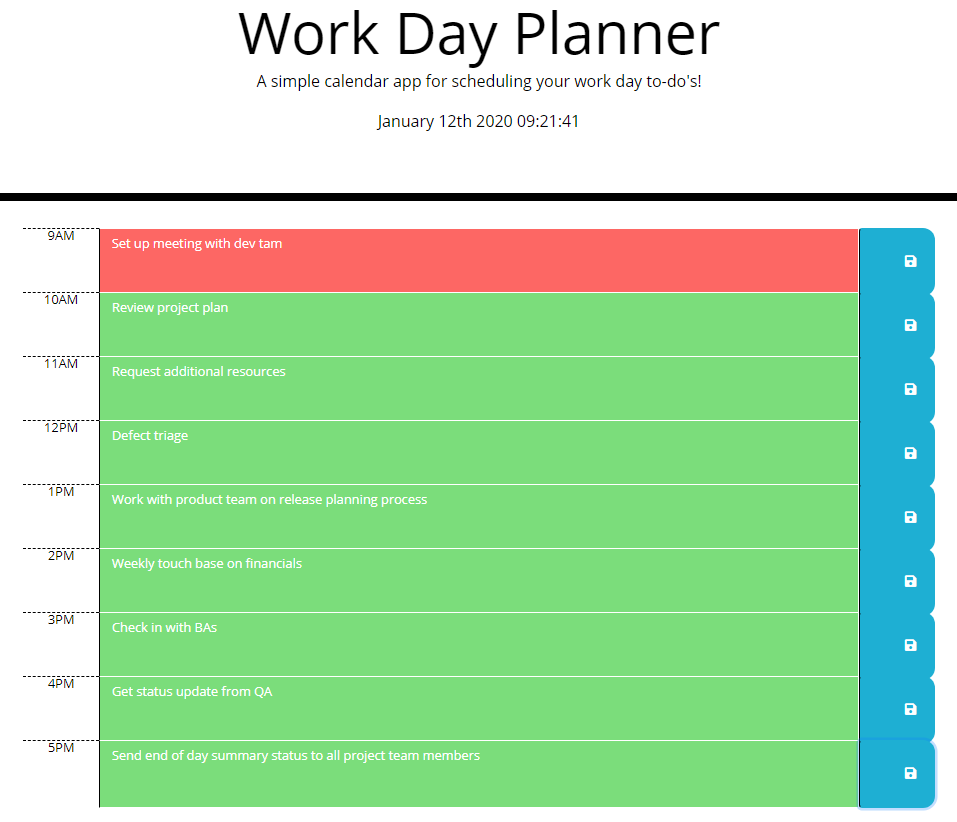 Work Day Planner
A simple calendar app for scheduling your work day to-do's!
January 12th 2020 09:21:41
9AM Set up meeting with dev tam
10AM Review project plan
11AM Request additional resources
12PM Defect triage
1PM Work with product team on release planning process
2PM Weekly touch base on financials
3PM Check in with BAs
4PM Get status update from QA
5PM Send end of day summary status to all project team members